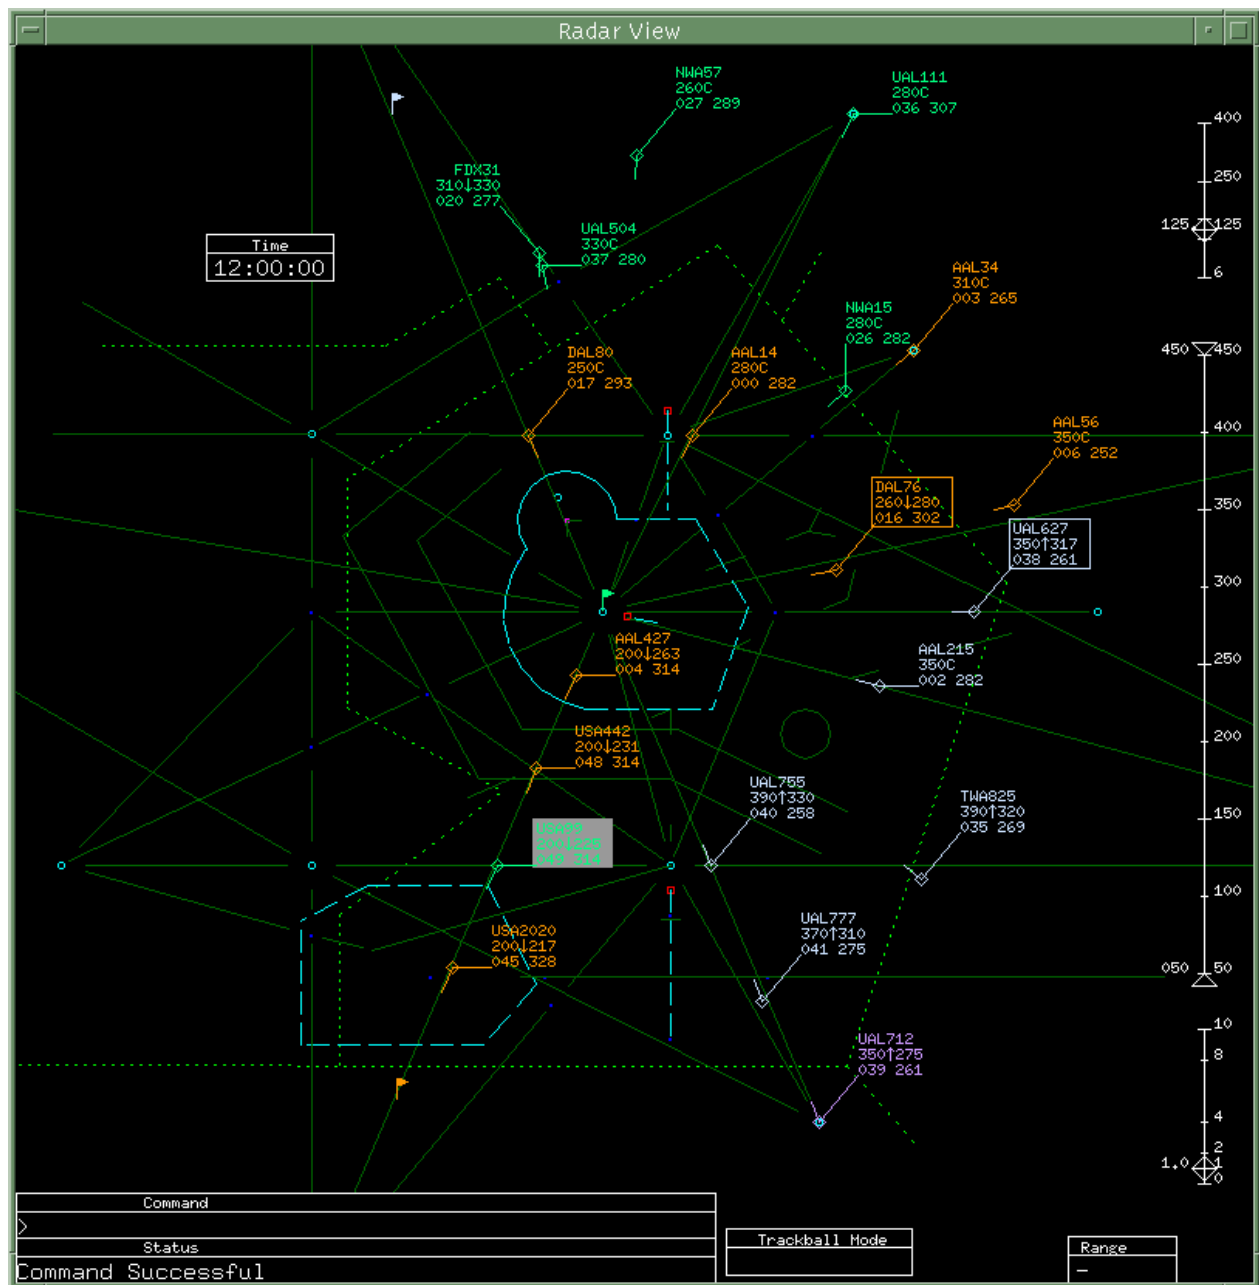 Radar View
NWA57
260C
027 289
UAL111
280C
036 307
FDX31
310↓330
020 277
UAL504
330C
037 280
Time
12:00:00
AAL34
310C
003 265
NWA15
280C
026 282
DAL80
250C
017 293
AAL14
280C
000 282
AAL56
350C
006 252
DAL76
260↓280
016 302
UAL627
350↑317
038 261
AAL427
200↓263
004 314
AAL215
350C
002 282
USA442
200↓231
048 314
UAL755
390↑330
040 258
TWA825
390↑320
035 269
USA99
200↓225
049 314
UAL777
370↑310
041 275
USA2020
200↓217
045 328
UAL712
350↑275
039 261
400
250
125 125
6
450 450
400
350
300
250
200
150
100
050 50
10
8
4
2
1.0 1
0
Command
>
Status
Command Successful
Trackball Mode
Range
–